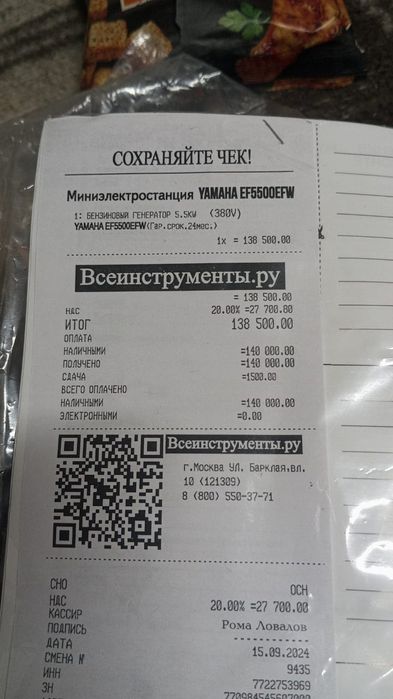 СОХРАНЯЙТЕ ЧЕК!
Миниэлектростанция YAMAHA EF5500EFW
1: БЕНЗИНОВЫЙ ГЕНЕРАТОР 5.5KW (380V)
YAMAHA EF5500EFW(Гар.срок.24мес.)
1x = 138 500.00
Всеинструменты.ру
= 138 500.00
НДС 20.00% =27 700.00
ИТОГ 138 500.00
ОПЛАТА
НАЛИЧНЫМИ =140 000.00
ПОЛУЧЕНО =140 000.00
СДАЧА =1500.00
ВСЕГО ОПЛАЧЕНО
НАЛИЧНЫМИ =140 000.00
ЭЛЕКТРОННЫМИ =0.00
Всеинструменты.ру
г.Москва УЛ. Барклая.вл.
10 (121309)
8 (800) 550-37-71
СНО ОСН
НДС 20.00% =27 700.00
КАССИР Рома Ловалов
ПОДПИСЬ
ДАТА 15.09.2024
СМЕНА N 9435
ИНН 7722753969
ЗН